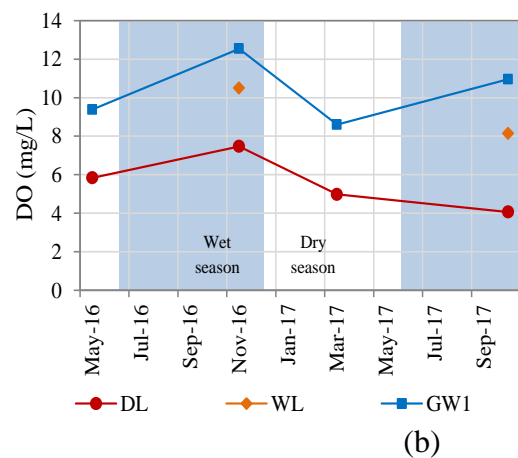 14
12
10
8
6
4
2
0
DO (mg/L)
Wet
season
Dry
season
May-16
Jul-16
Sep-16
Nov-16
Jan-17
Mar-17
May-17
Jul-17
Sep-17
DL
WL
GW1
(b)